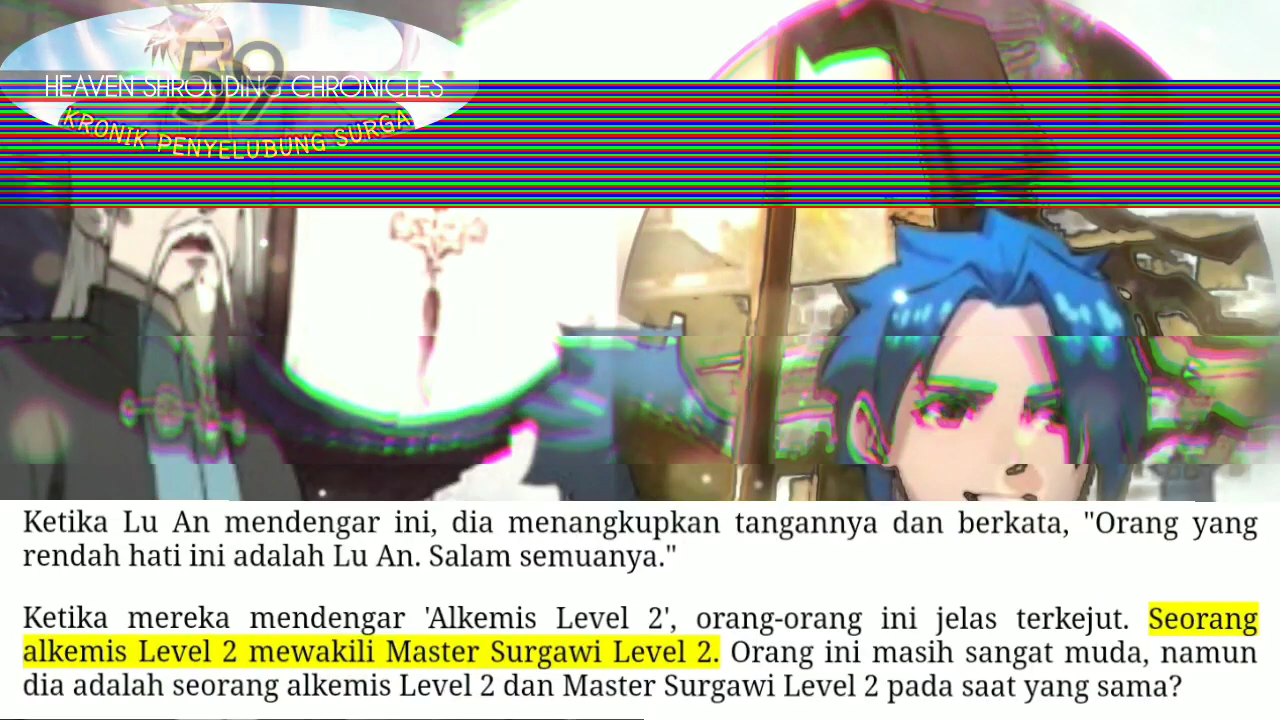 59
HEAVEN SHROUDING CHRONICLES
KRONIK PENYELUBUNG SURGA
Ketika Lu An mendengar ini, dia menangkupkan tangannya dan berkata, "Orang yang
rendah hati ini adalah Lu An. Salam semuanya."
Ketika mereka mendengar 'Alkemis Level 2', orang-orang ini jelas terkejut. Seorang
alkemis Level 2 mewakili Master Surgawi Level 2. Orang ini masih sangat muda, namun
dia adalah seorang alkemis Level 2 dan Master Surgawi Level 2 pada saat yang sama?